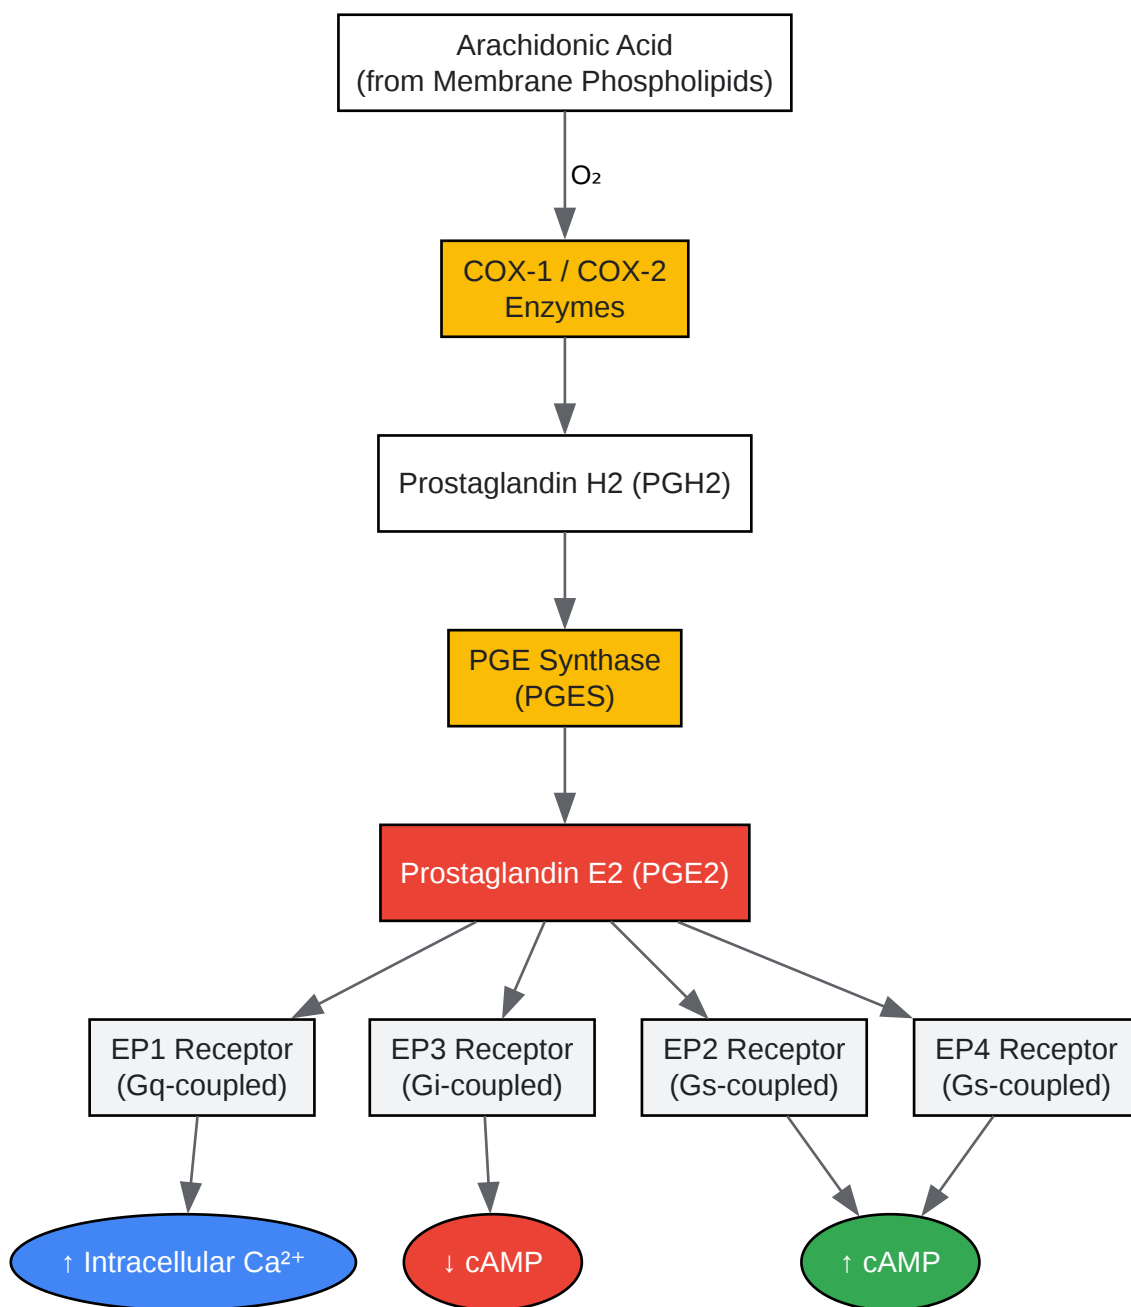 Arachidonic Acid
(from Membrane Phospholipids)
O₂
COX-1 / COX-2
Enzymes
Prostaglandin H2 (PGH2)
PGE Synthase
(PGES)
Prostaglandin E2 (PGE2)
EP1 Receptor
(Gq-coupled)
EP3 Receptor
(Gi-coupled)
EP2 Receptor
(Gs-coupled)
EP4 Receptor
(Gs-coupled)
↑ Intracellular Ca²⁺
↓ cAMP
↑ cAMP